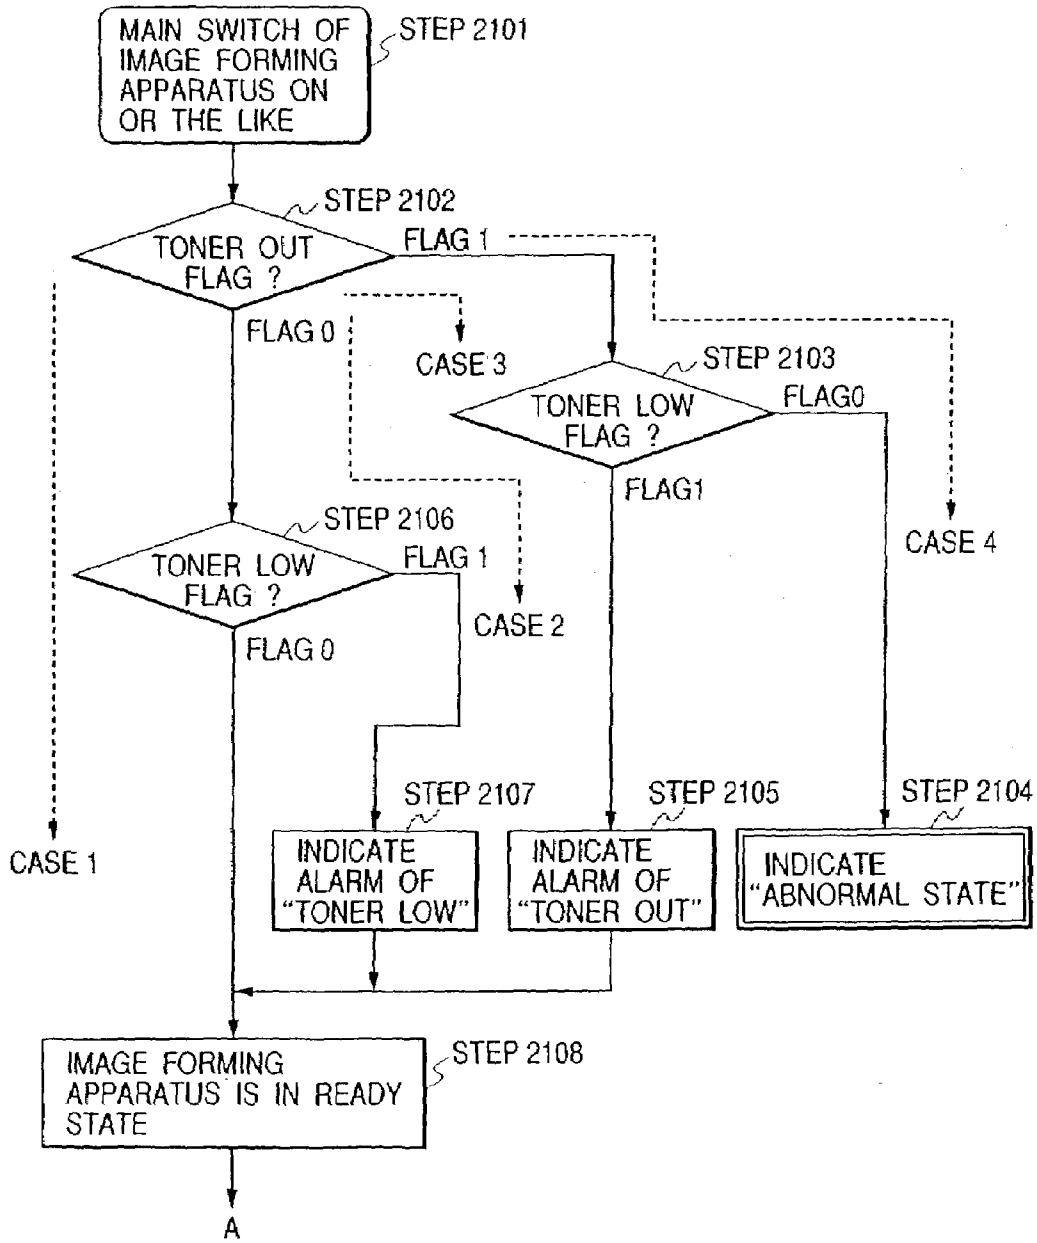 MAIN SWITCH OF
IMAGE FORMING
APPARATUS ON
OR THE LIKE
STEP 2101
STEP 2102
TONER OUT
FLAG ?
FLAG 1
FLAG 0
CASE 3
STEP 2103
TONER LOW
FLAG ?
FLAG0
FLAG1
CASE 4
STEP 2106
TONER LOW
FLAG ?
FLAG 1
FLAG 0
CASE 2
CASE 1
STEP 2107
INDICATE
ALARM OF
“TONER LOW”
STEP 2105
INDICATE
ALARM OF
“TONER OUT”
STEP 2104
INDICATE
“ABNORMAL STATE”
IMAGE FORMING
APPARATUS IS IN READY
STATE
STEP 2108
A